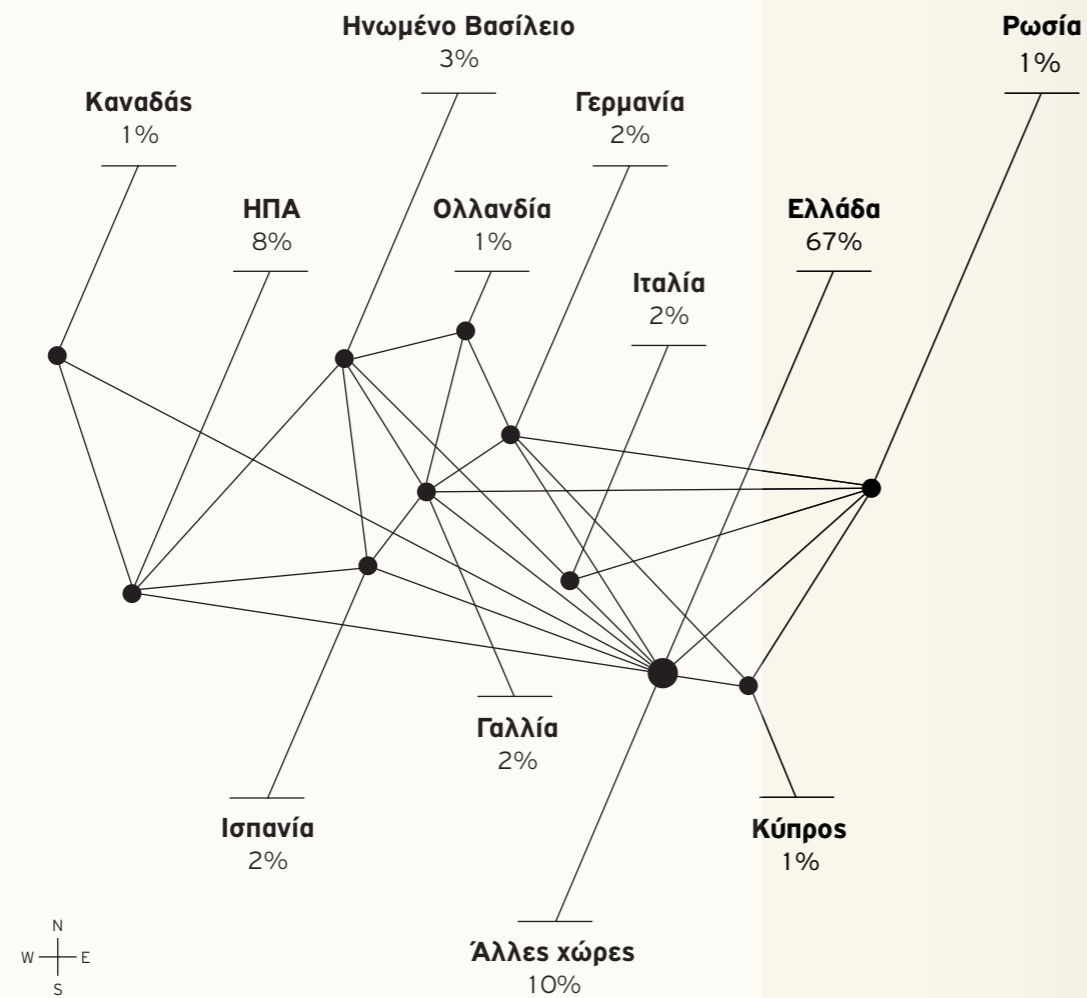 Ηνωμένο Βασίλειο
3%
Ρωσία
1%
Καναδάς
1%
Γερμανία
2%
ΗΠΑ
8%
Ολλανδία
1%
Ελλάδα
67%
Ιταλία
2%
Γαλλία
2%
Ισπανία
2%
Κύπρος
1%
Άλλες χώρες
10%
N
W E
S